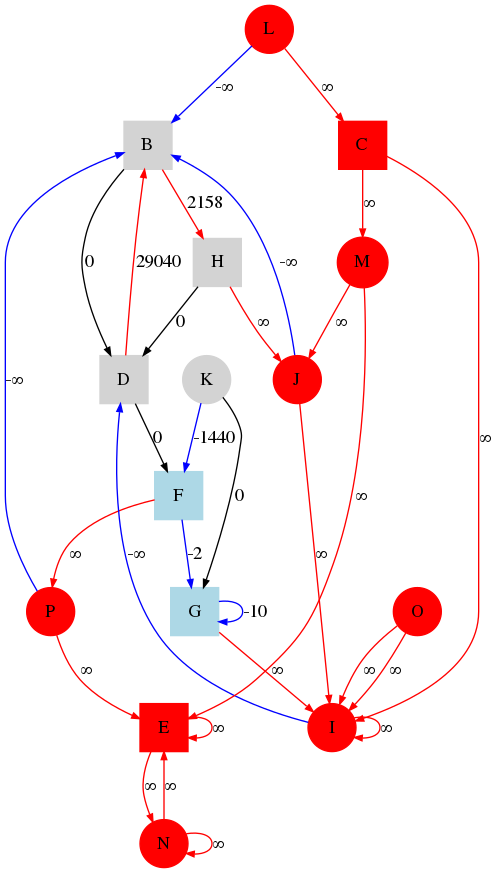 L
-∞
∞
B
C
2158
∞
H
M
0
29040
-∞
0
∞
∞
D
K
J
0
-1440
-∞
∞
F
0
∞
∞
-2
∞
-∞
∞
P
G
-10
O
∞
∞
∞
∞
E
∞
I
∞
∞
∞
N
∞